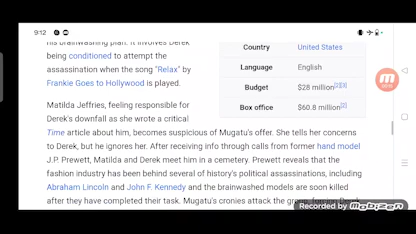 9:12
his brainwashing plan. It involves Derek
being conditioned to attempt the
assassination when the song "Relax" by
Frankie Goes to Hollywood is played.
Country United States
Language English
Budget $28 million[2][3]
Box office $60.8 million[2]
Matilda Jeffries, feeling responsible for
Derek's downfall as she wrote a critical
Time article about him, becomes suspicious of Mugatu's offer. She tells her concerns
to Derek, but he ignores her. After receiving info through calls from former hand model
J.P. Prewett, Matilda and Derek meet him in a cemetery. Prewett reveals that the
fashion industry has been behind several of history's political assassinations, including
Abraham Lincoln and John F. Kennedy and the brainwashed models are soon killed
after they have completed their task. Mugatu's cronies attack the group, forcing Derek
Recorded by Mobizen